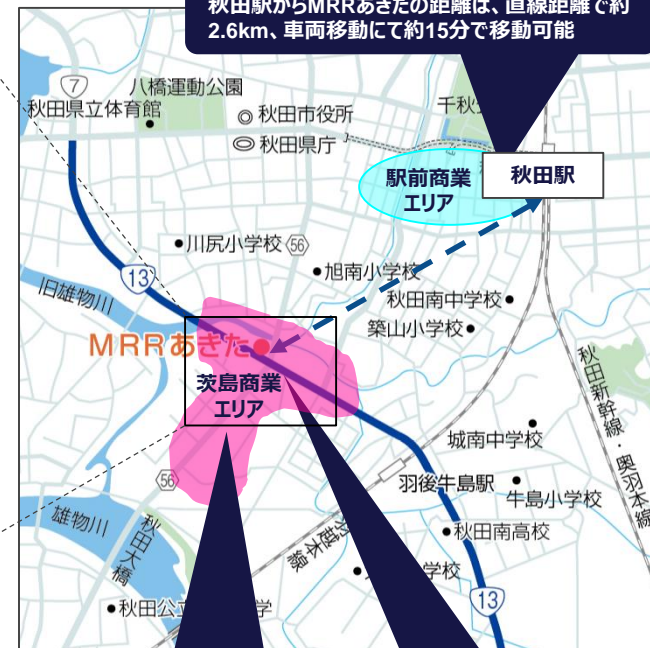 秋田駅からMRRあきたの距離は、直線距離で約
2.6km、車両移動にて約15分で移動可能
7
八橋運動公園
秋田県立体育館
秋田市役所
千秋
秋田県庁
駅前商業
エリア
秋田駅
川尻小学校
56
旭南小学校
13
旧雄物川
秋田南中学校
築山小学校
MRRあきた
茨島商業
エリア
秋田新幹線・奥羽本線
城南中学校
羽後牛島駅
牛島小学校
56
雄物川
秋田大橋
秋田南高校
羽越本線
学校
13
秋田公
学